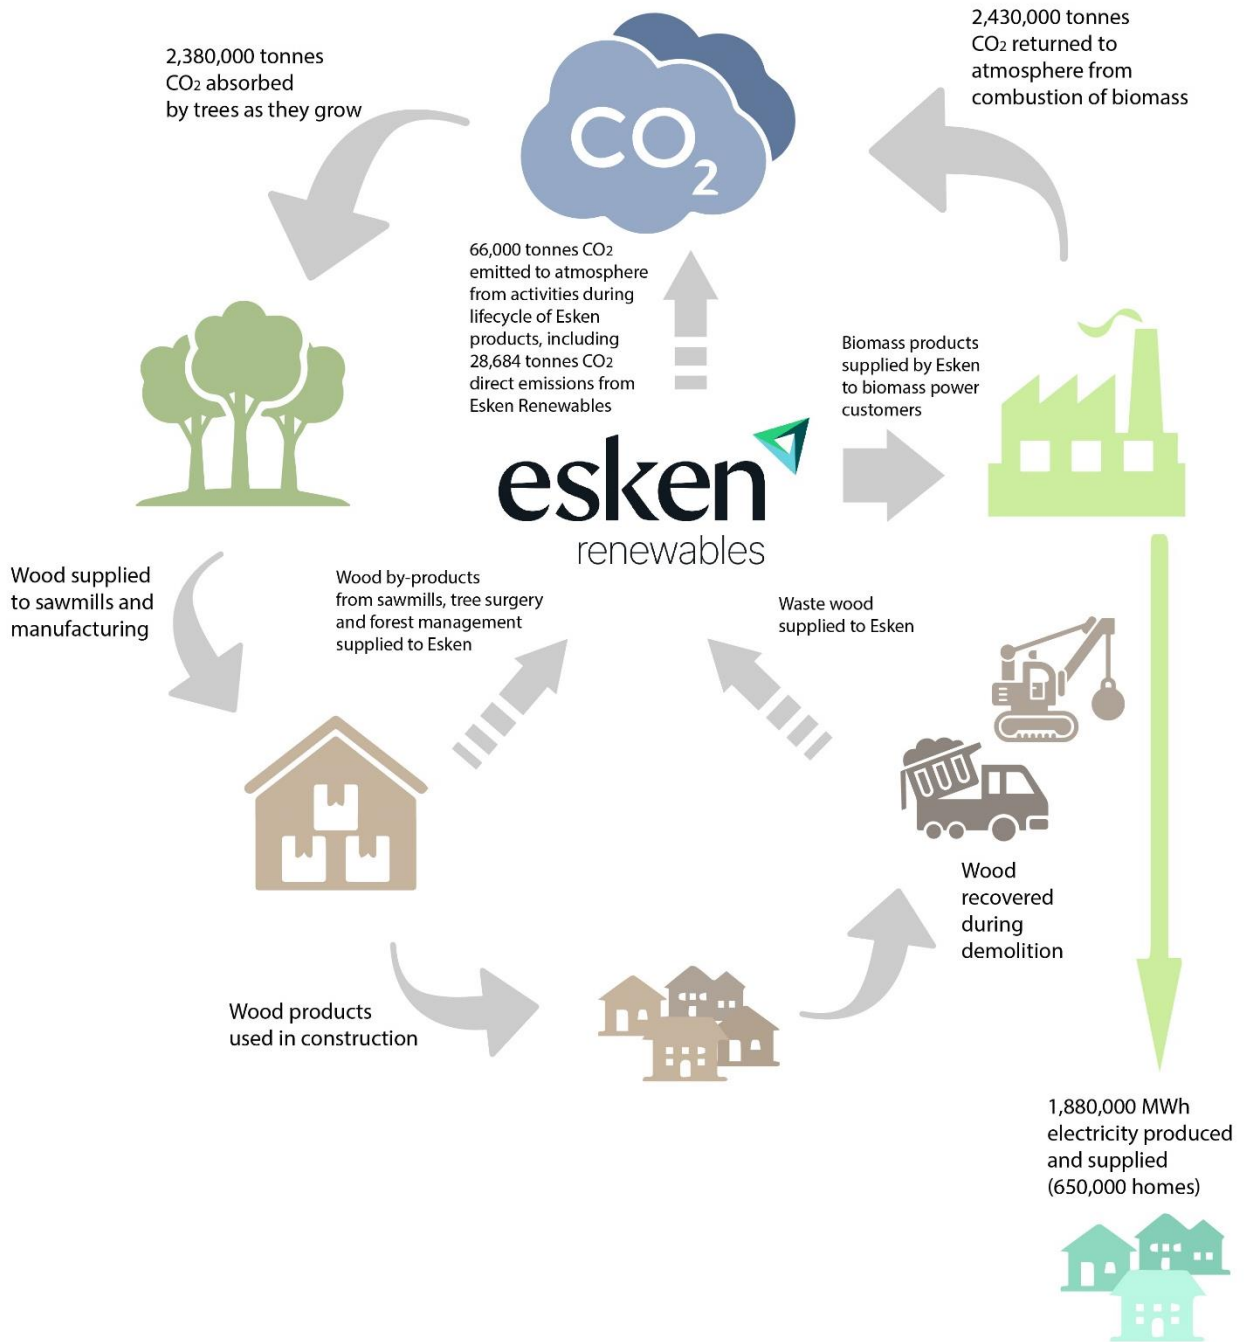 2,380,000 tonnes
CO2 absorbed
by trees as they grow
CO2
2,430,000 tonnes
CO2 returned to
atmosphere from
combustion of biomass
66,000 tonnes CO2
emitted to atmosphere
from activities during
lifecycle of Esken
products, including
28,684 tonnes CO2
direct emissions from
Esken Renewables
Biomass products
supplied by Esken
to biomass power
customers
esken
renewables
Wood supplied
to sawmills and
manufacturing
Wood by-products
from sawmills, tree surgery
and forest management
supplied to Esken
Waste wood
supplied to Esken
Wood
recovered
during
demolition
Wood products
used in construction
1,880,000 MWh
electricity produced
and supplied
(650,000 homes)